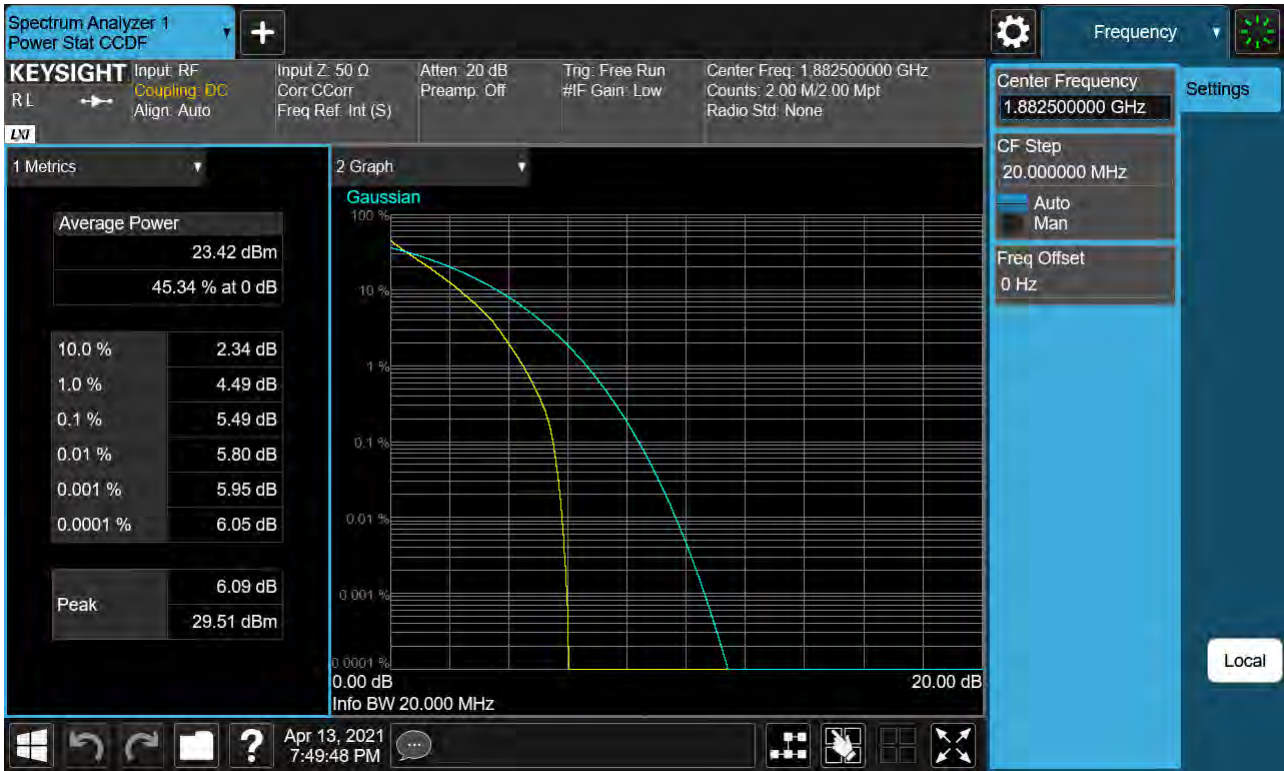 Spectrum Analyzer 1
Power Stat CCDF
Frequency
KEYSIGHT
RL
LXI
Input: RF
Coupling: DC
Align: Auto
Input Z: 50 Ω
Corr CCorr
Freq Ref: Int (S)
Atten: 20 dB
Preamp: Off
Trig: Free Run
#IF Gain: Low
Center Freq: 1.882500000 GHz
Counts: 2.00 M/2.00 Mpt
Radio Std: None
Center Frequency
1.882500000 GHz
Settings
CF Step
20.000000 MHz
Auto
Man
Freq Offset
0 Hz
1 Metrics
Average Power
23.42 dBm
45.34 % at 0 dB
10.0 % 2.34 dB
1.0 % 4.49 dB
0.1 % 5.49 dB
0.01 % 5.80 dB
0.001 % 5.95 dB
0.0001 % 6.05 dB
Peak
6.09 dB
29.51 dBm
2 Graph
Gaussian
100 %
10 %
1 %
0.1 %
0.01 %
0.001 %
0.0001 %
0.00 dB 20.00 dB
Info BW 20.000 MHz
Local
?
Apr 13, 2021
7:49:48 PM